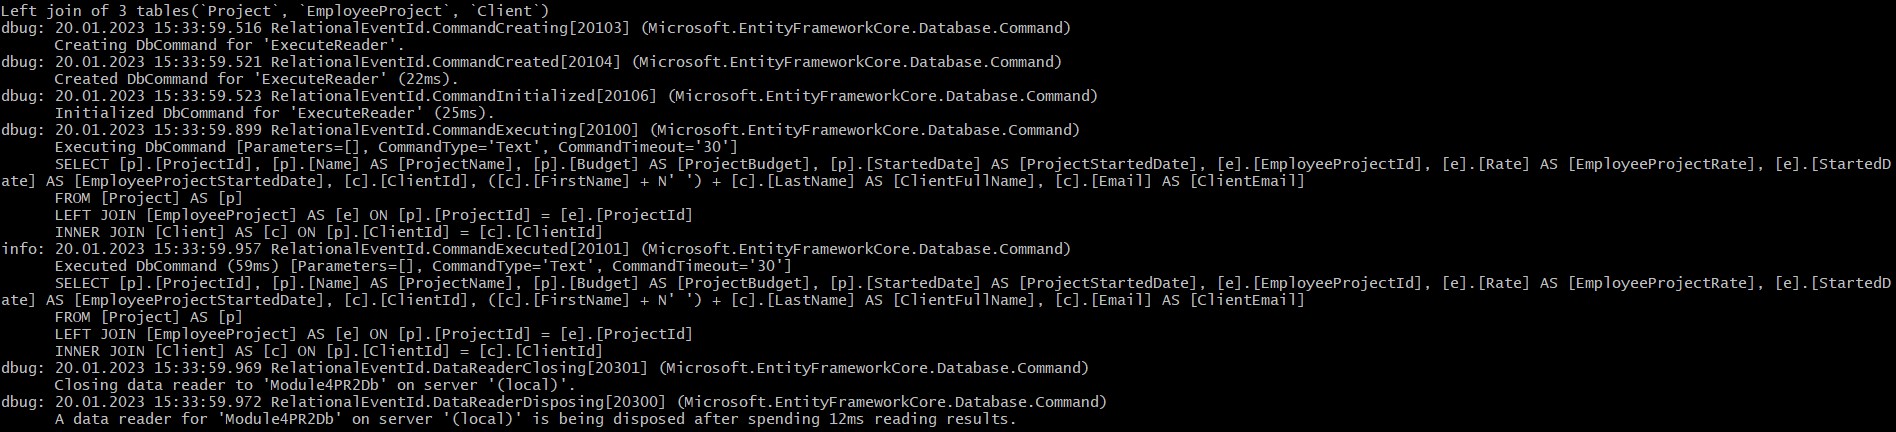 Left join of 3 tables(`Project`, `EmployeeProject`, `Client`)
dbug: 20.01.2023 15:33:59.516 RelationalEventId.CommandCreating[20103] (Microsoft.EntityFrameworkCore.Database.Command)
      Creating DbCommand for 'ExecuteReader'.
dbug: 20.01.2023 15:33:59.521 RelationalEventId.CommandCreated[20104] (Microsoft.EntityFrameworkCore.Database.Command)
      Created DbCommand for 'ExecuteReader' (22ms).
dbug: 20.01.2023 15:33:59.523 RelationalEventId.CommandInitialized[20106] (Microsoft.EntityFrameworkCore.Database.Command)
      Initialized DbCommand for 'ExecuteReader' (25ms).
dbug: 20.01.2023 15:33:59.899 RelationalEventId.CommandExecuting[20100] (Microsoft.EntityFrameworkCore.Database.Command)
      Executing DbCommand [Parameters=[], CommandType='Text', CommandTimeout='30']
      SELECT [p].[ProjectId], [p].[Name] AS [ProjectName], [p].[Budget] AS [ProjectBudget], [p].[StartedDate] AS [ProjectStartedDate], [e].[EmployeeProjectId], [e].[Rate] AS [EmployeeProjectRate], [e].[StartedD
ate] AS [EmployeeProjectStartedDate], [c].[ClientId], ([c].[FirstName] + N' ') + [c].[LastName] AS [ClientFullName], [c].[Email] AS [ClientEmail]
      FROM [Project] AS [p]
      LEFT JOIN [EmployeeProject] AS [e] ON [p].[ProjectId] = [e].[ProjectId]
      INNER JOIN [Client] AS [c] ON [p].[ClientId] = [c].[ClientId]
info: 20.01.2023 15:33:59.957 RelationalEventId.CommandExecuted[20101] (Microsoft.EntityFrameworkCore.Database.Command)
      Executed DbCommand (59ms) [Parameters=[], CommandType='Text', CommandTimeout='30']
      SELECT [p].[ProjectId], [p].[Name] AS [ProjectName], [p].[Budget] AS [ProjectBudget], [p].[StartedDate] AS [ProjectStartedDate], [e].[EmployeeProjectId], [e].[Rate] AS [EmployeeProjectRate], [e].[StartedD
ate] AS [EmployeeProjectStartedDate], [c].[ClientId], ([c].[FirstName] + N' ') + [c].[LastName] AS [ClientFullName], [c].[Email] AS [ClientEmail]
      FROM [Project] AS [p]
      LEFT JOIN [EmployeeProject] AS [e] ON [p].[ProjectId] = [e].[ProjectId]
      INNER JOIN [Client] AS [c] ON [p].[ClientId] = [c].[ClientId]
dbug: 20.01.2023 15:33:59.969 RelationalEventId.DataReaderClosing[20301] (Microsoft.EntityFrameworkCore.Database.Command)
      Closing data reader to 'Module4PR2Db' on server '(local)'.
dbug: 20.01.2023 15:33:59.972 RelationalEventId.DataReaderDisposing[20300] (Microsoft.EntityFrameworkCore.Database.Command)
      A data reader for 'Module4PR2Db' on server '(local)' is being disposed after spending 12ms reading results.